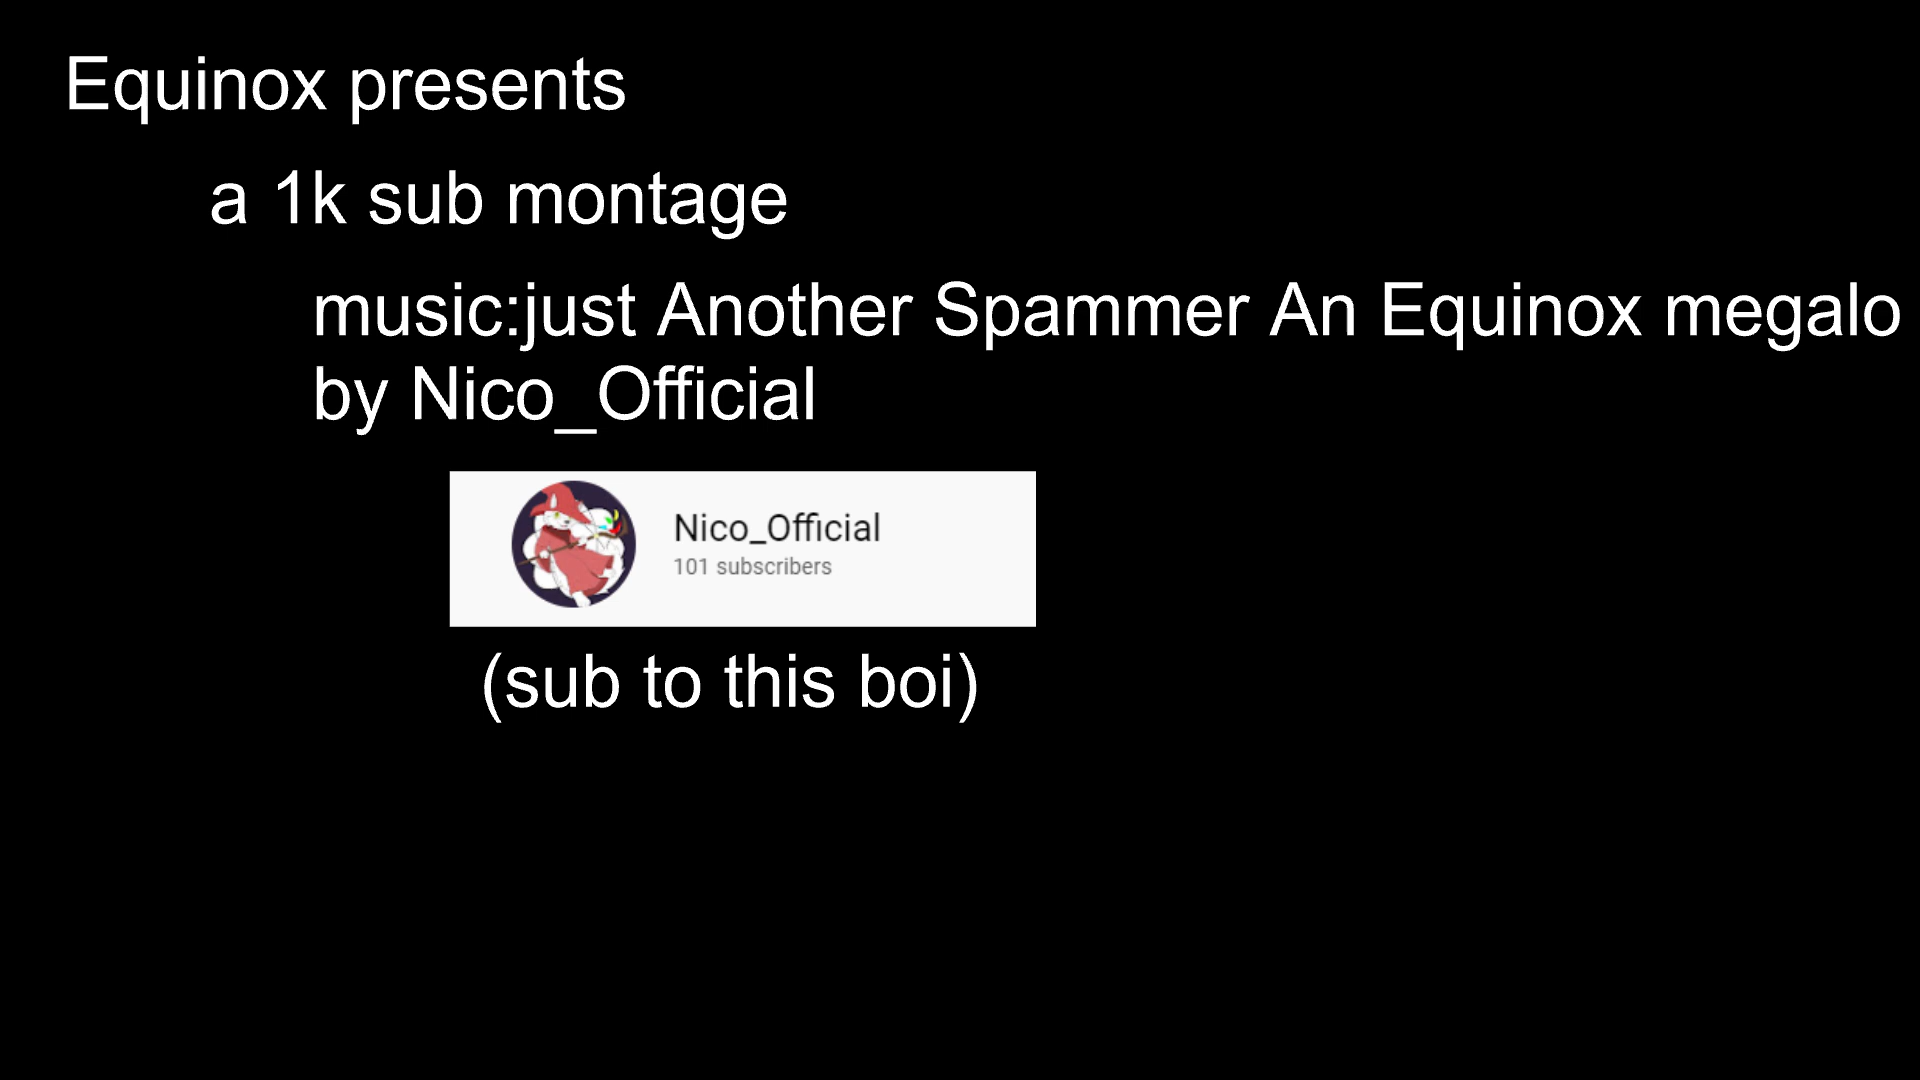 Equinox presents
a 1k sub montage
music:just Another Spammer An Equinox megalo
by Nico_Official
Nico_Official
101 subscribers
(sub to this boi)